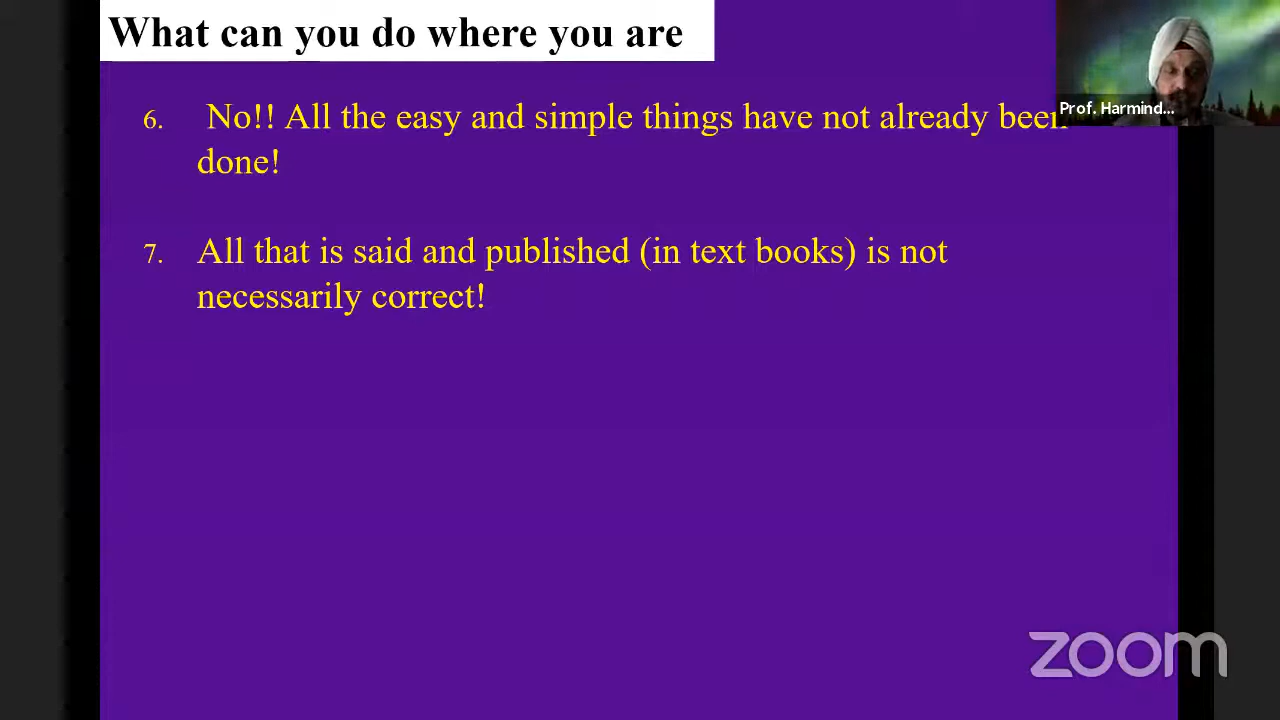 What can you do where you are
Prof. Harmind...
6. No!! All the easy and simple things have not already been
done!
7. All that is said and published (in text books) is not
necessarily correct!
zoom